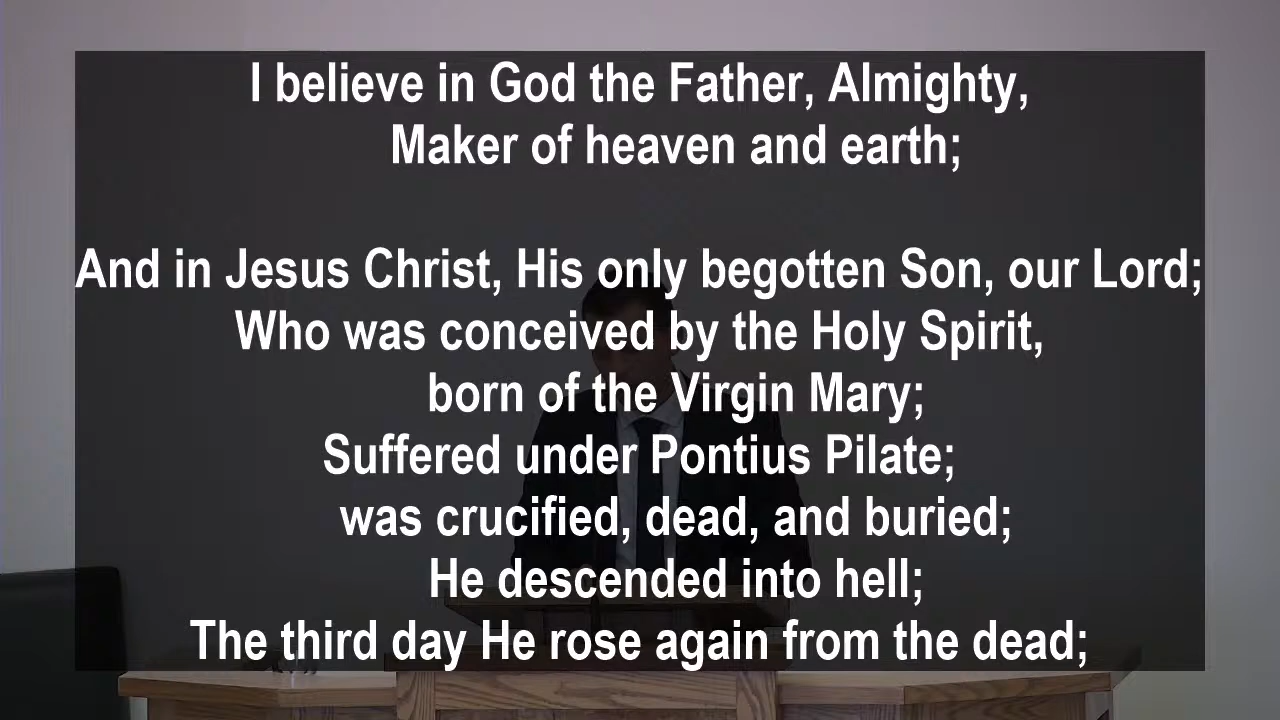 I believe in God the Father, Almighty,
Maker of heaven and earth;
And in Jesus Christ, His only begotten Son, our Lord;
Who was conceived by the Holy Spirit,
born of the Virgin Mary;
Suffered under Pontius Pilate;
was crucified, dead, and buried;
He descended into hell;
The third day He rose again from the dead;